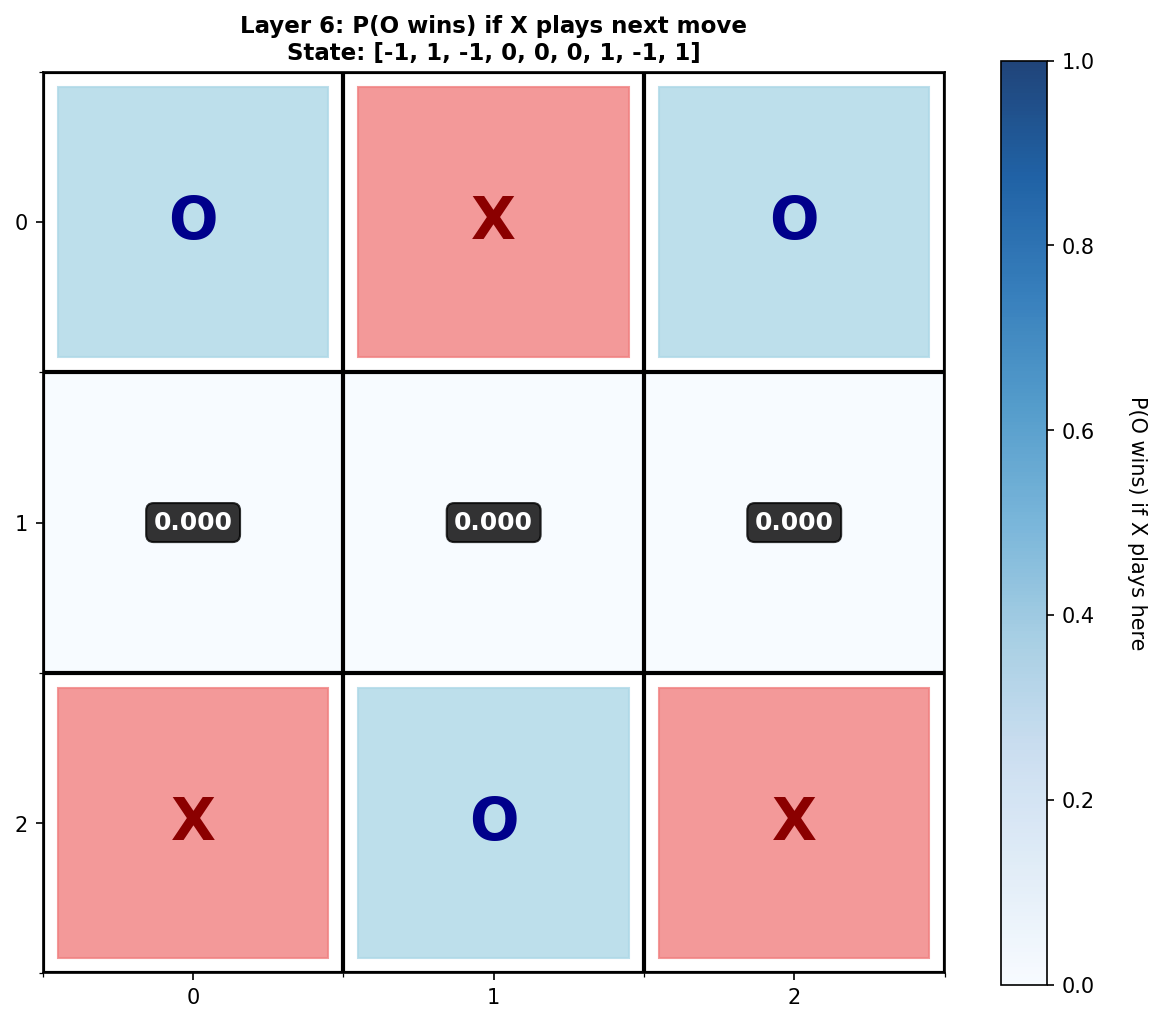 Layer 6: P(O wins) if X plays next move
State: [-1, 1, -1, 0, 0, 0, 1, -1, 1]
0
O
X
O
1
0.000
0.000
0.000
2
X
O
X
0
1
2
1.0
0.8
0.6
0.4
0.2
0.0
P(O wins) if X plays here